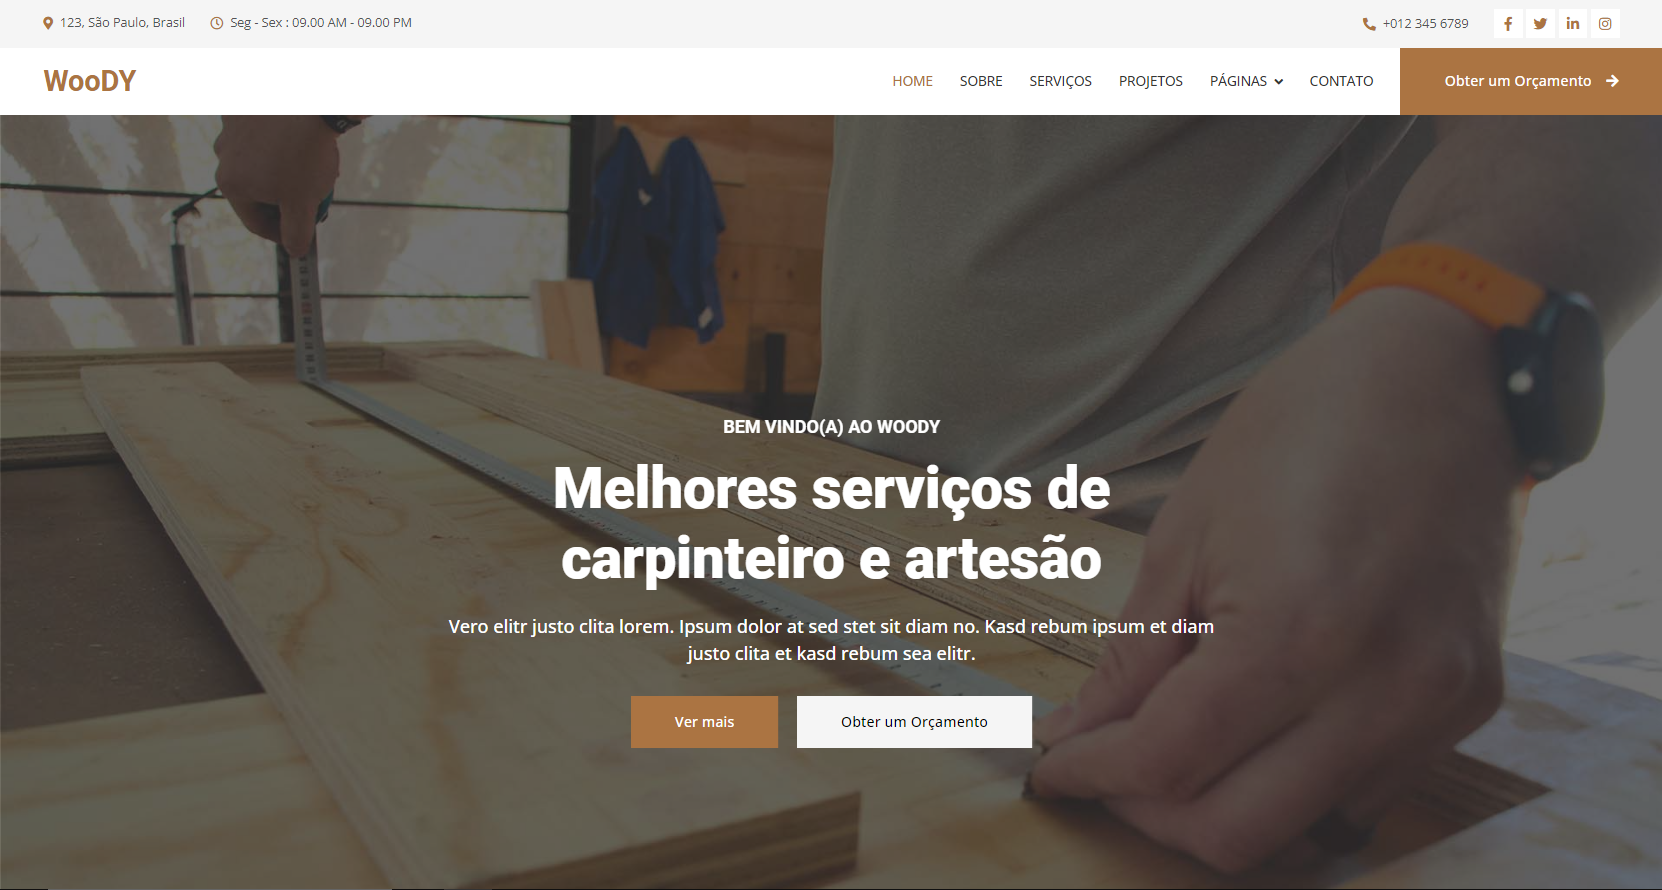 123, São Paulo, Brasil
Seg - Sex : 09.00 AM - 09.00 PM
+012 345 6789
WooDY
HOME
SOBRE
SERVIÇOS
PROJETOS
PÁGINAS
CONTATO
Obter um Orçamento
BEM VINDO(A) AO WOODY
Melhores serviços de
carpinteiro e artesão
Vero elitr justo clita lorem. Ipsum dolor at sed stet sit diam no. Kasd rebum ipsum et diam
justo clita et kasd rebum sea elitr.
Ver mais
Obter um Orçamento